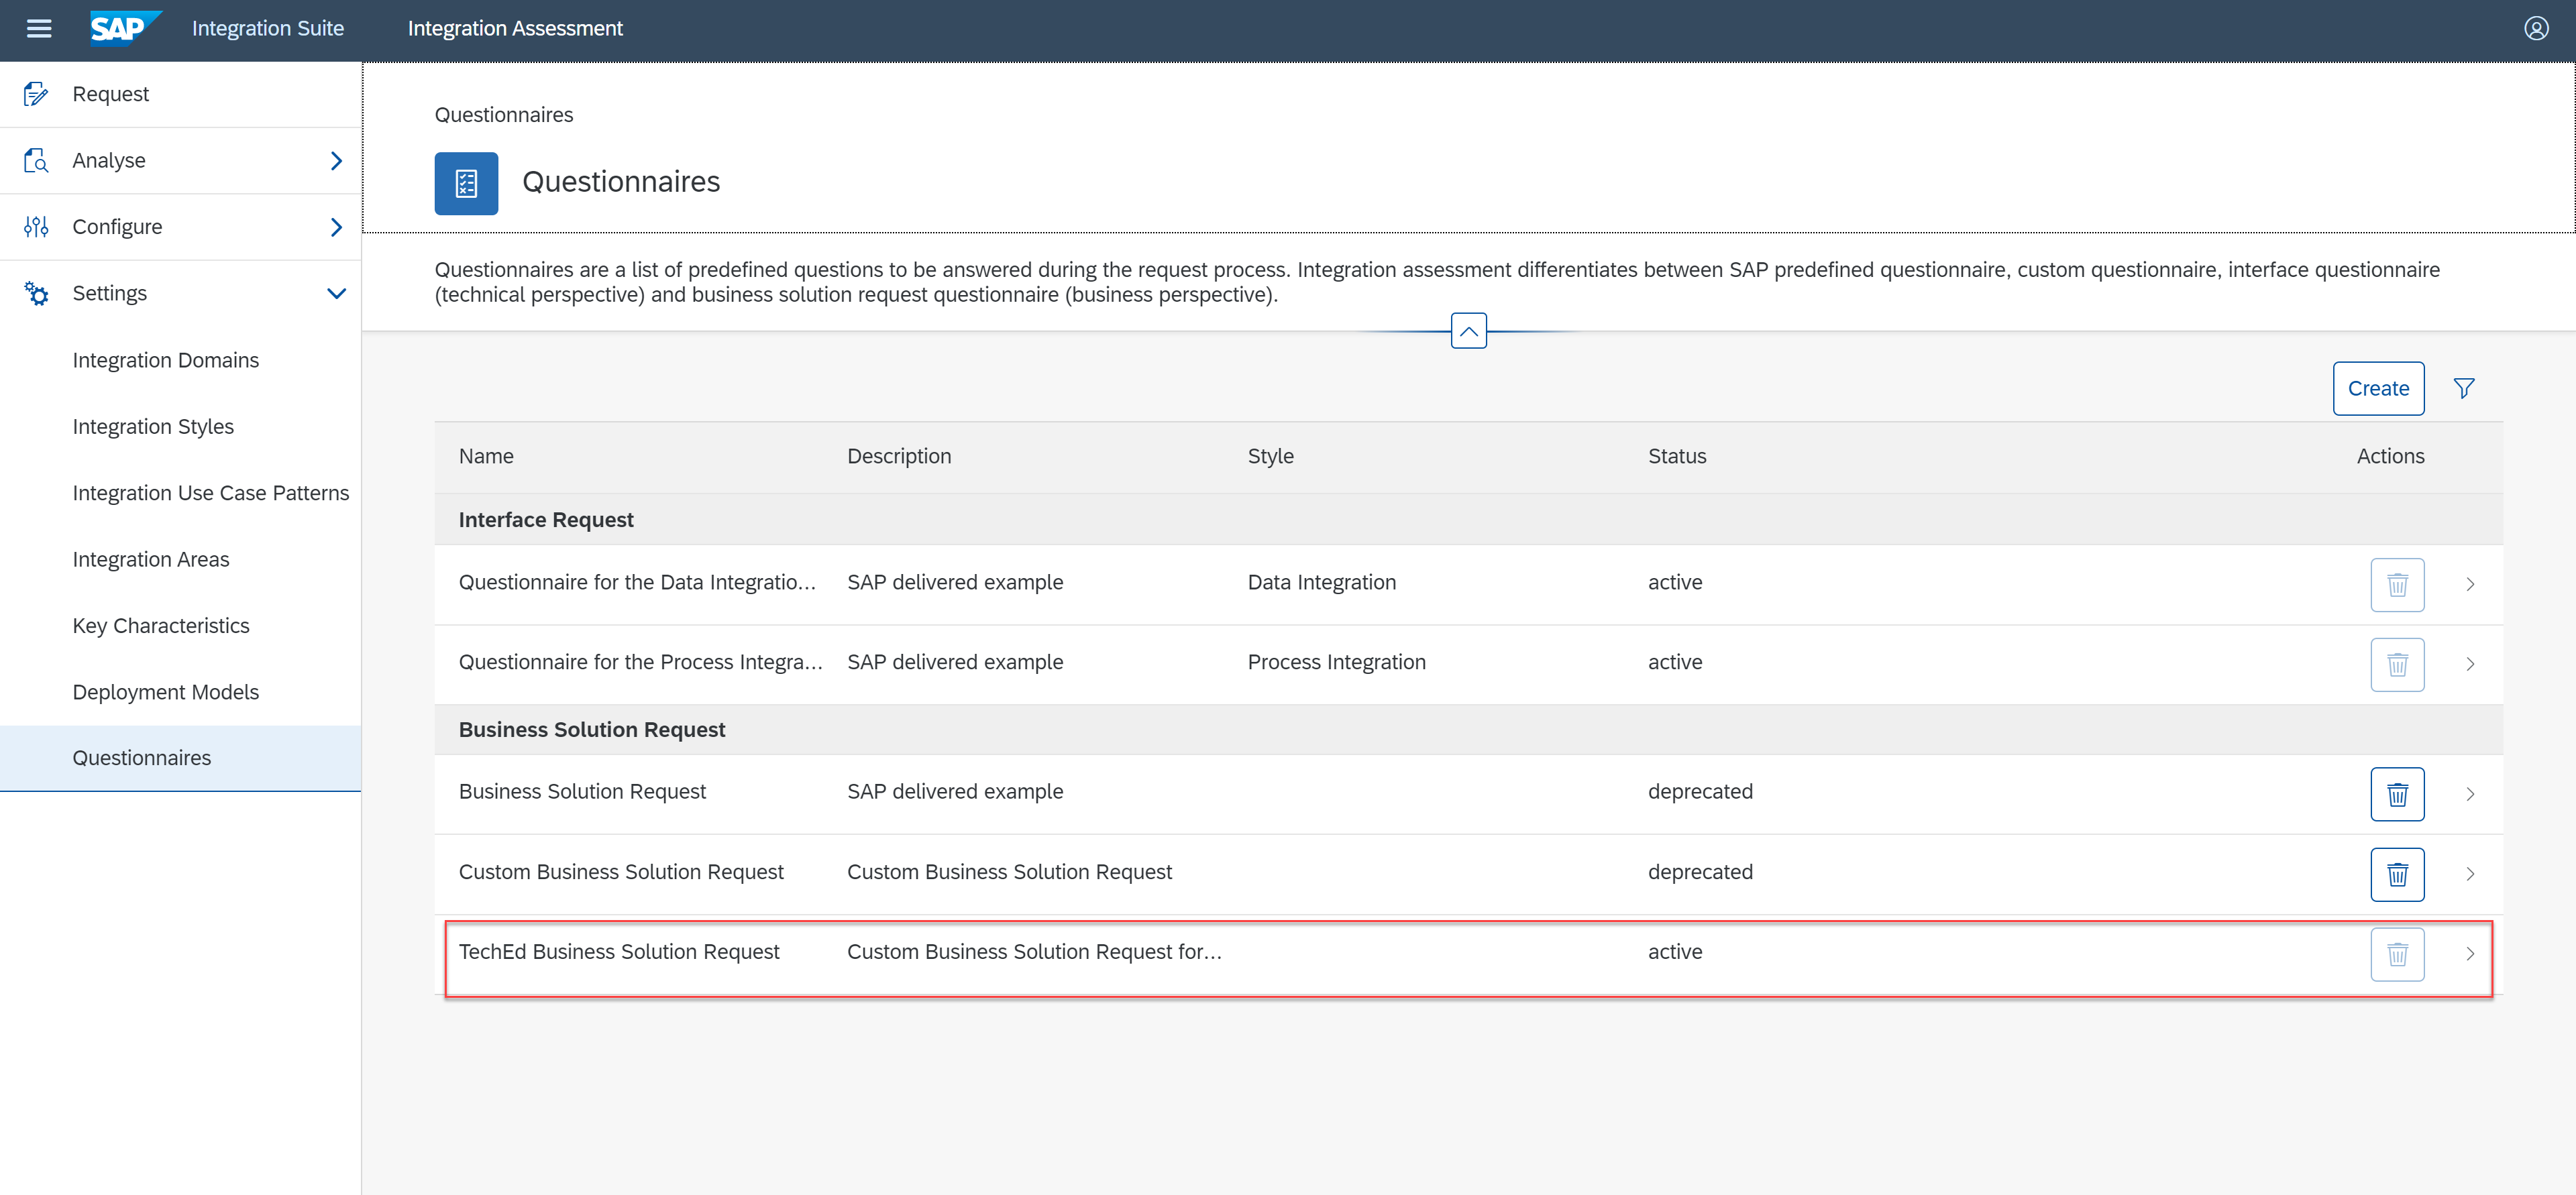 SAP Integration Suite Integration Assessment
Request
Analyse
Configure
Settings
Integration Domains
Integration Styles
Integration Use Case Patterns
Integration Areas
Key Characteristics
Deployment Models
Questionnaires
Questionnaires
Questionnaires
Questionnaires are a list of predefined questions to be answered during the request process. Integration assessment differentiates between SAP predefined questionnaire, custom questionnaire, interface questionnaire
(technical perspective) and business solution request questionnaire (business perspective).
Create
Name Description Style Status Actions
Interface Request
Questionnaire for the Data Integratio... SAP delivered example Data Integration active
Questionnaire for the Process Integra... SAP delivered example Process Integration active
Business Solution Request
Business Solution Request SAP delivered example deprecated
Custom Business Solution Request Custom Business Solution Request deprecated
TechEd Business Solution Request Custom Business Solution Request for... active